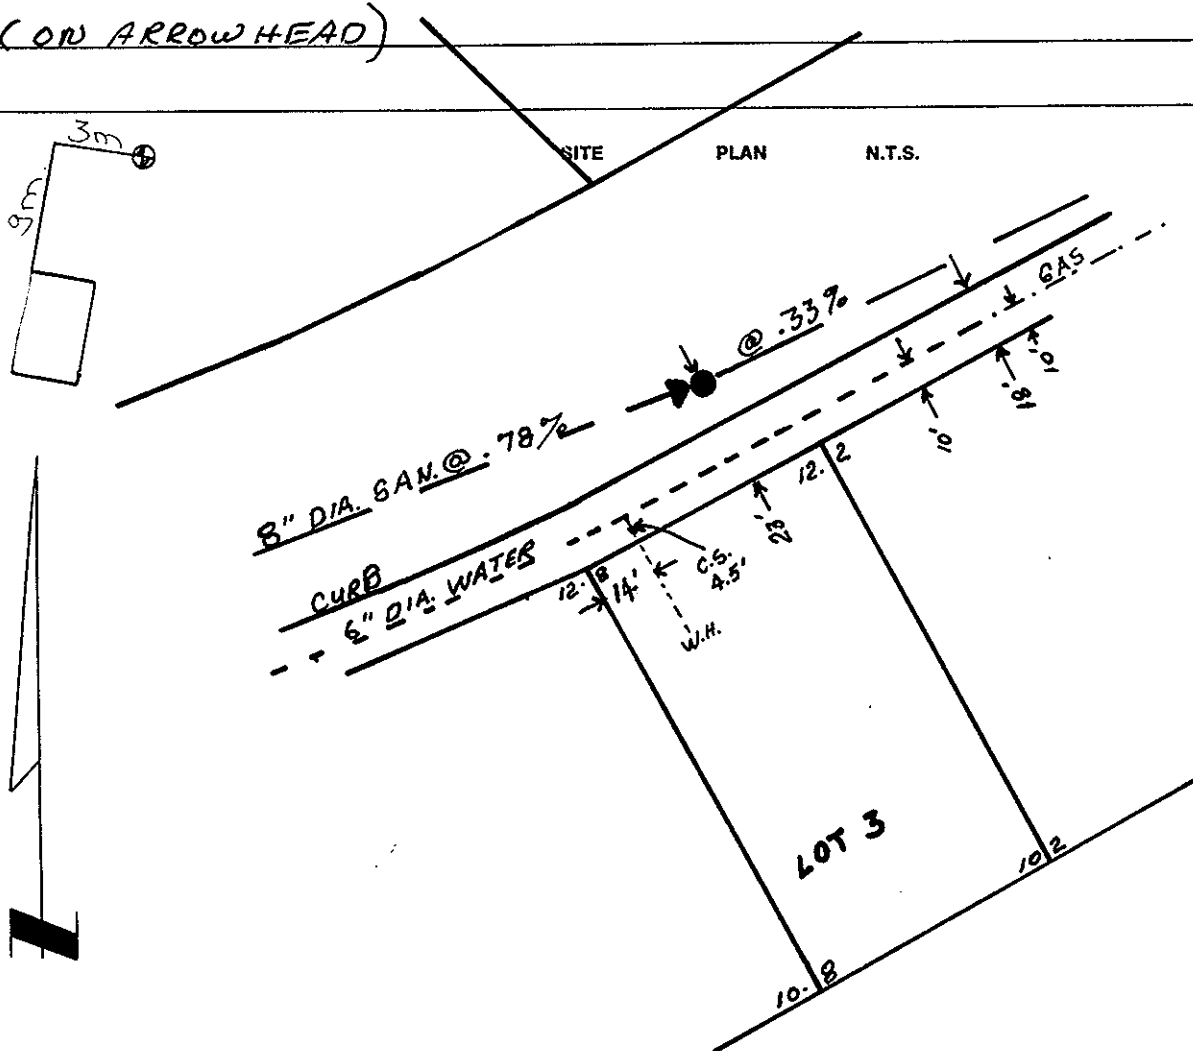 (ON ARROWHEAD)
3m
9m
SITE PLAN N.T.S.
GAS
@ .33%
8" DIA. SAN. @ .78%
10'
18'
10'
12.2
23'
CURB
6" DIA. WATER
C.S.
4.5'
12.8
14'
W.H.
LOT 3
10.2
10.8